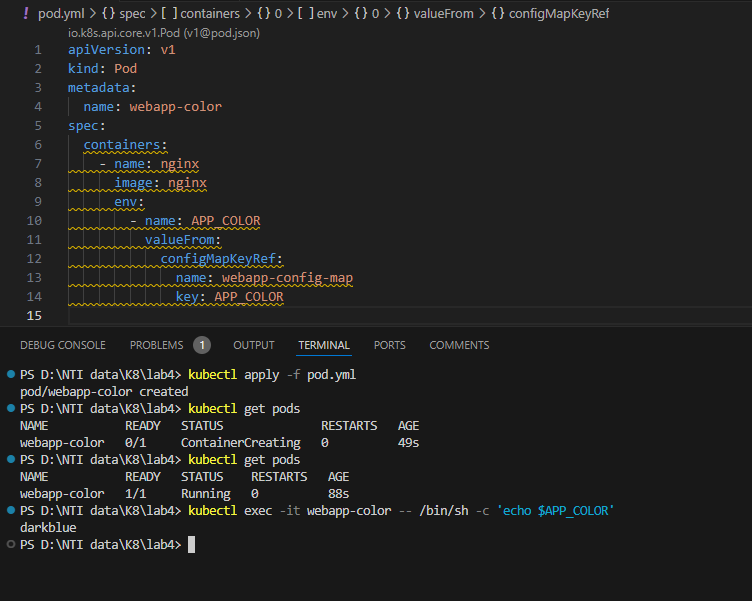 ! pod.yml > {} spec > [ ] containers > {} 0 > [ ] env > {} 0 > {} valueFrom > {} configMapKeyRef
io.k8s.api.core.v1.Pod (v1@pod.json)
1 apiVersion: v1
2 kind: Pod
3 metadata:
4   name: webapp-color
5 spec:
6   containers:
7     - name: nginx
8       image: nginx
9       env:
10         - name: APP_COLOR
11           valueFrom:
12             configMapKeyRef:
13               name: webapp-config-map
14               key: APP_COLOR
15
DEBUG CONSOLE PROBLEMS 1 OUTPUT TERMINAL PORTS COMMENTS
PS D:\NTI data\K8\lab4> kubectl apply -f pod.yml
pod/webapp-color created
PS D:\NTI data\K8\lab4> kubectl get pods
NAME           READY   STATUS              RESTARTS   AGE
webapp-color   0/1     ContainerCreating   0          49s
PS D:\NTI data\K8\lab4> kubectl get pods
NAME           READY   STATUS    RESTARTS   AGE
webapp-color   1/1     Running   0          88s
PS D:\NTI data\K8\lab4> kubectl exec -it webapp-color -- /bin/sh -c 'echo $APP_COLOR'
darkblue
PS D:\NTI data\K8\lab4>